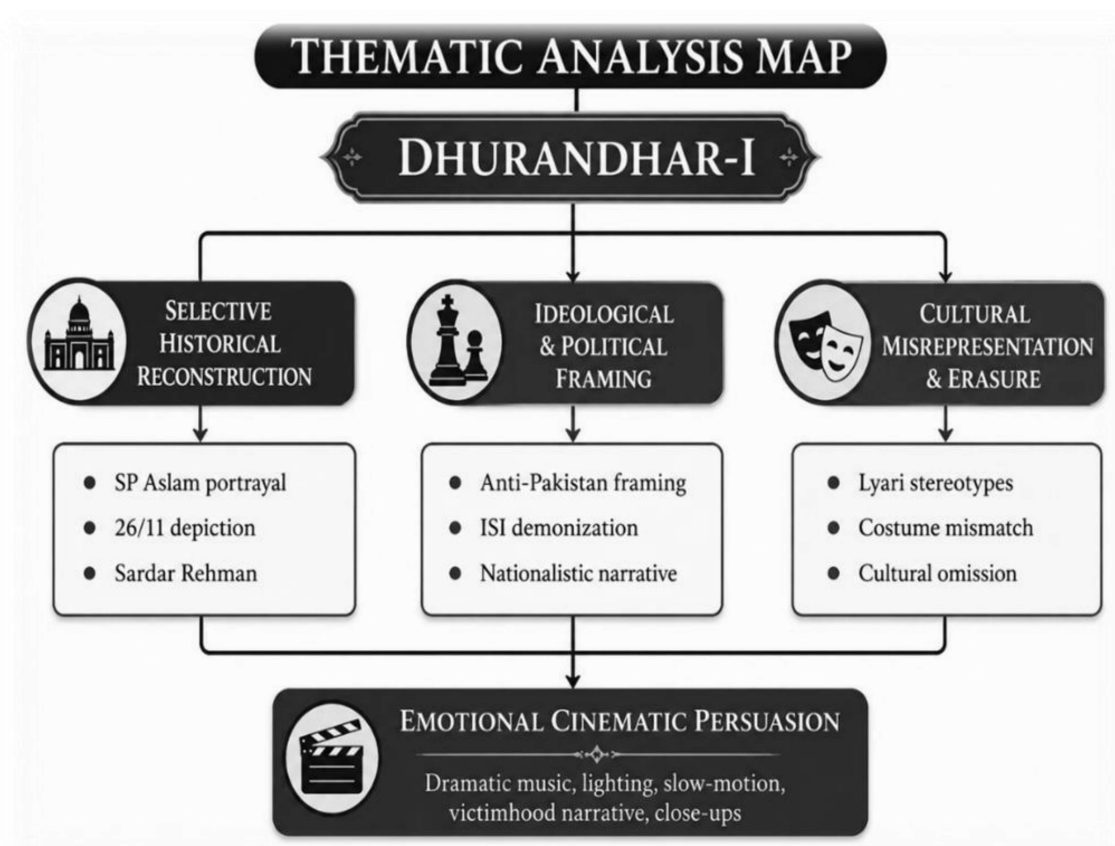 THEMATIC ANALYSIS MAP
DHURANDHAR-I
SELECTIVE
HISTORICAL
RECONSTRUCTION
SP Aslam portrayal
26/11 depiction
Sardar Rehman
IDEOLOGICAL
& POLITICAL
FRAMING
Anti-Pakistan framing
ISI demonization
Nationalistic narrative
CULTURAL
MISREPRESENTATION
& ERASURE
Lyari stereotypes
Costume mismatch
Cultural omission
EMOTIONAL CINEMATIC PERSUASION
Dramatic music, lighting, slow-motion,
victimhood narrative, close-ups